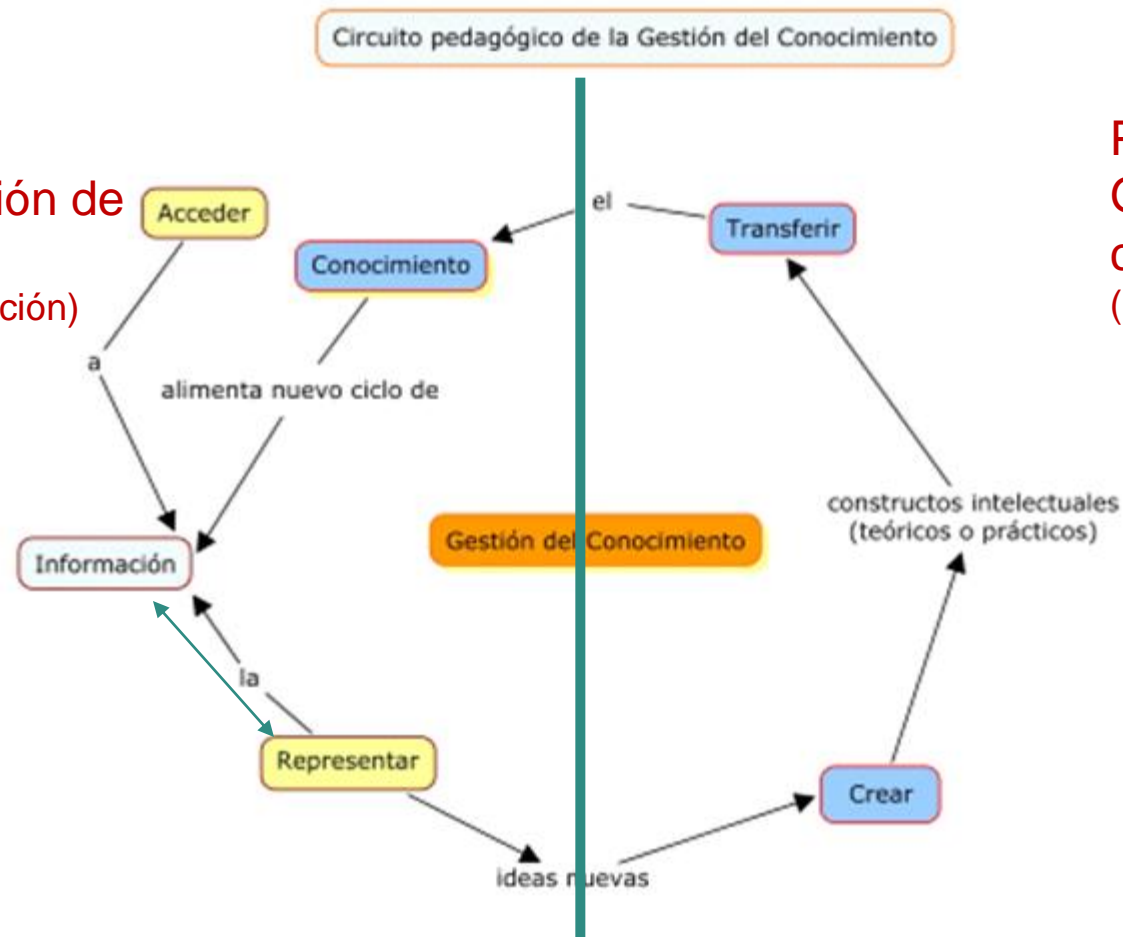 Circuito pedagógico de la Gestión del Conocimiento
ión de
ción)
Acceder
a
Conocimiento
alimenta nuevo ciclo de
el
Transferir
constructos intelectuales
(teóricos o prácticos)
Gestión del Conocimiento
Información
la
Representar
ideas nuevas
Crear
(